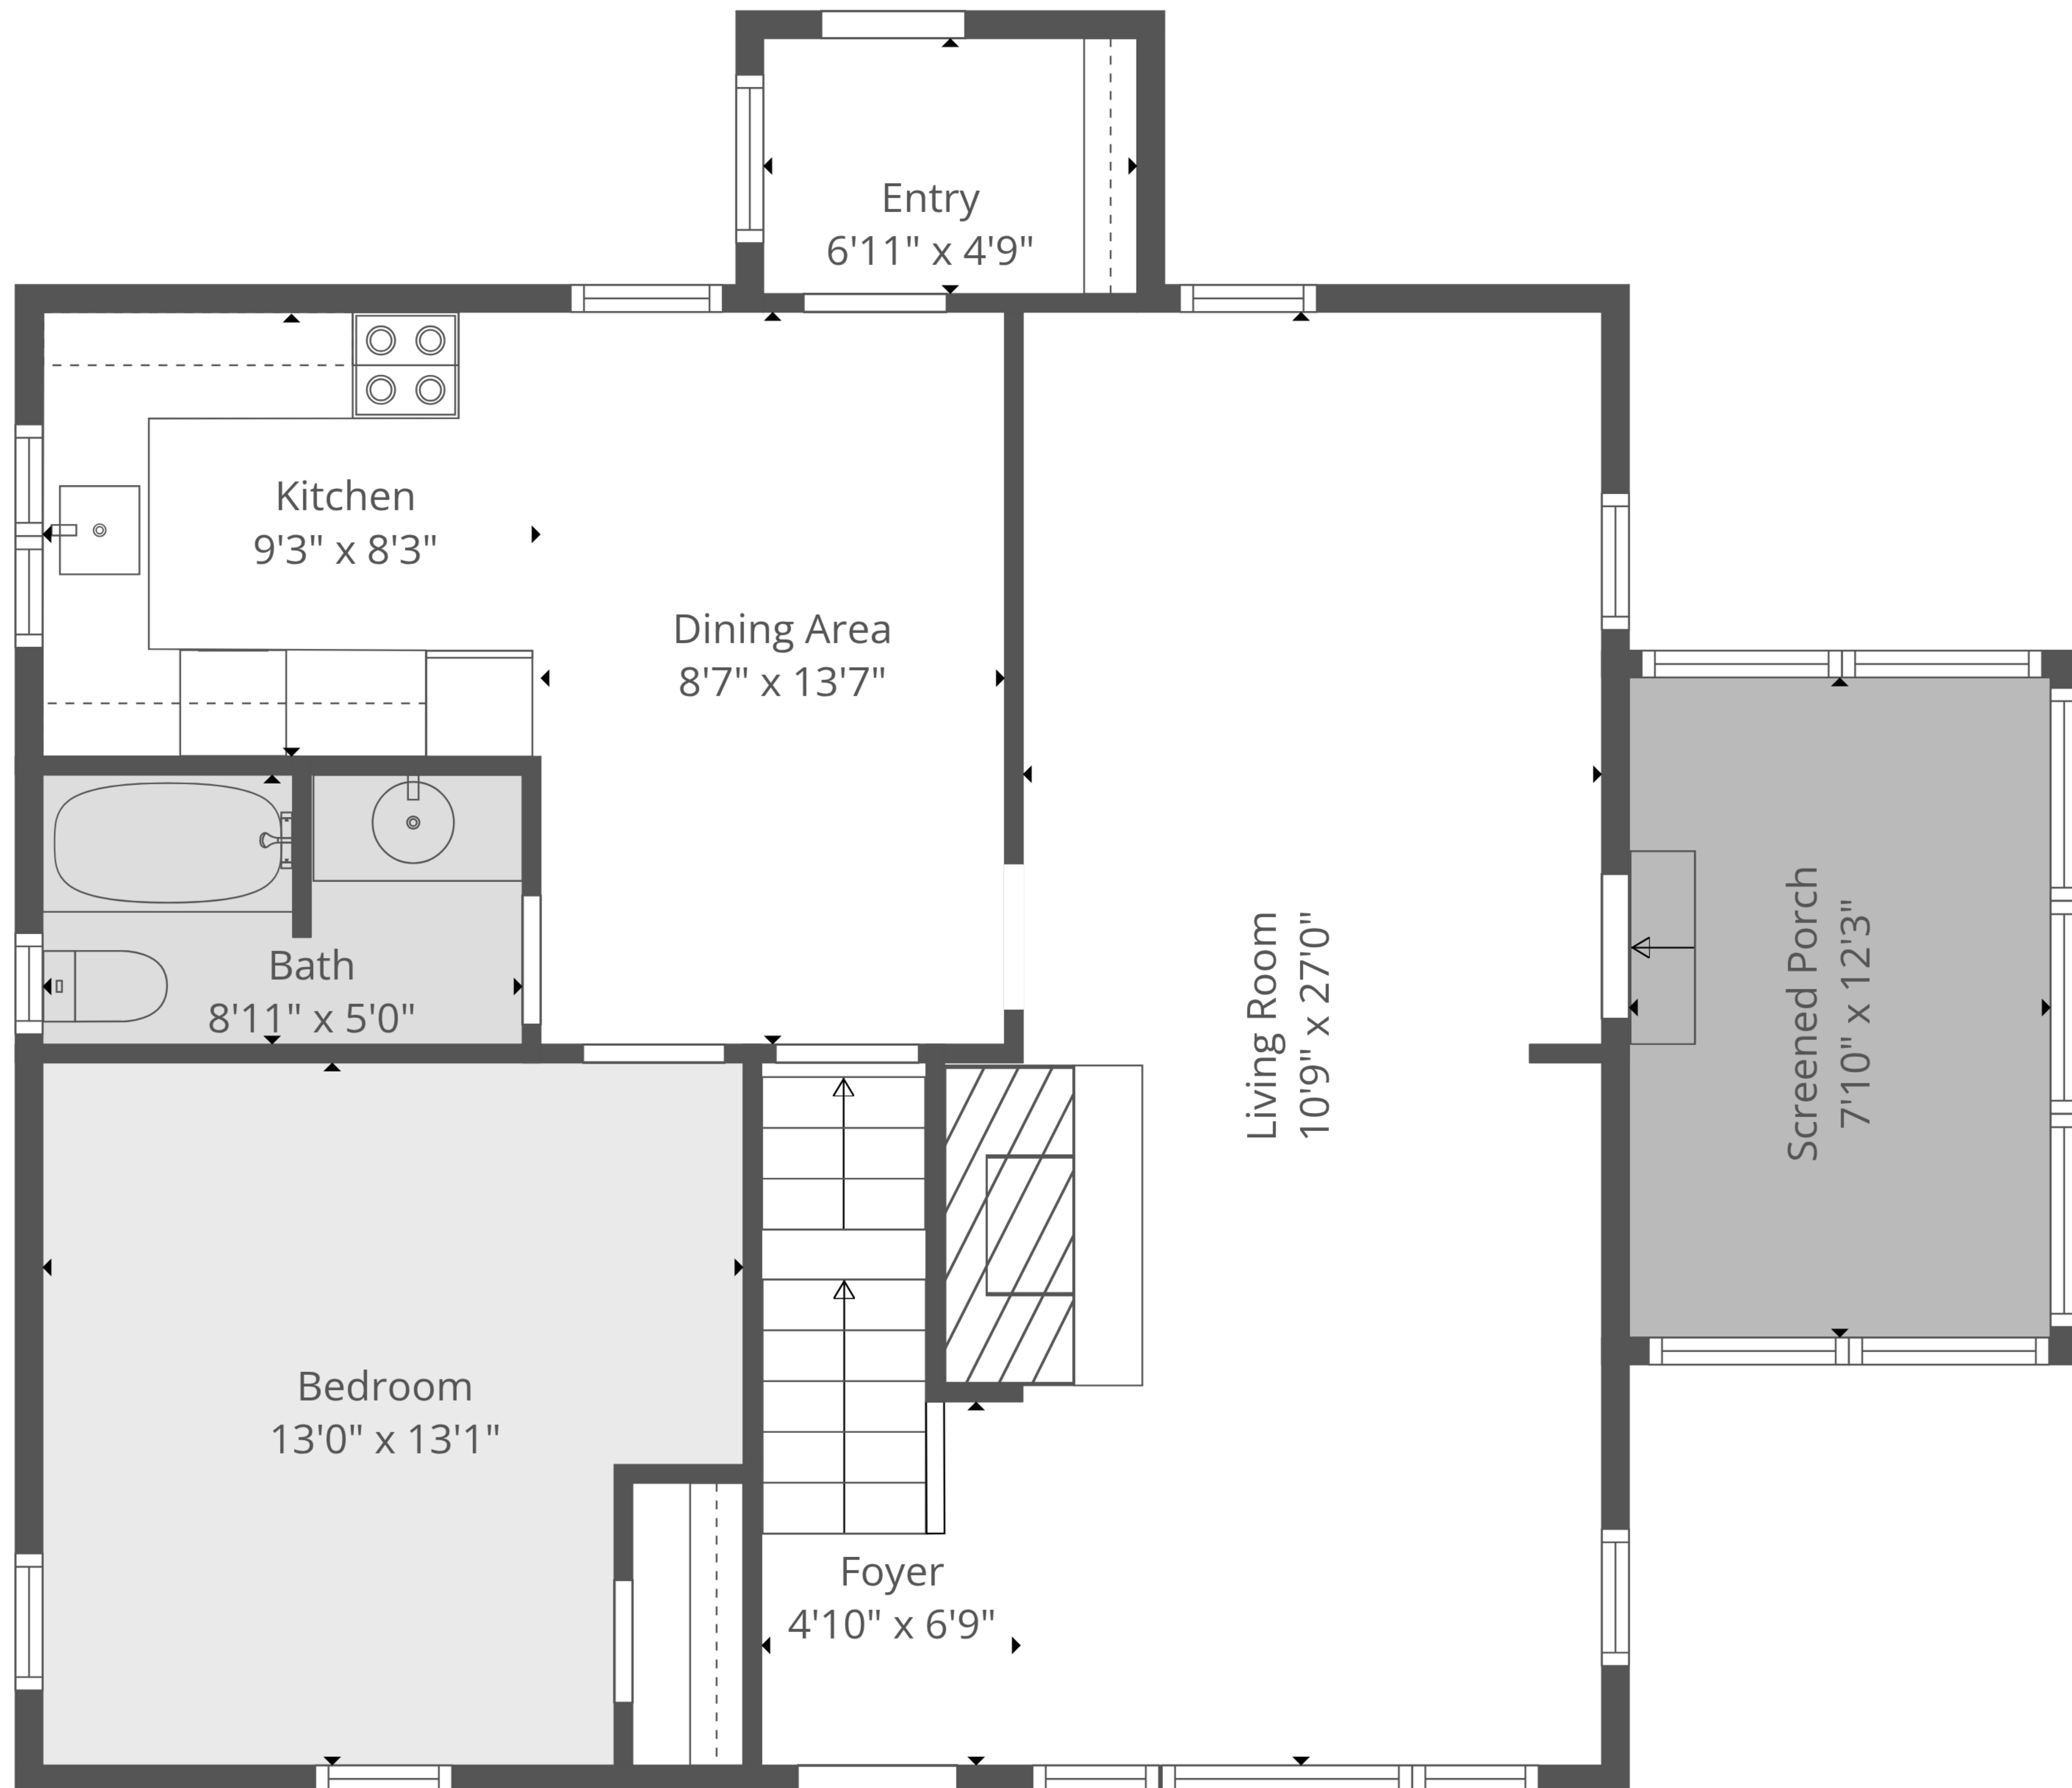 Entry
6'11" x 4'9"
Kitchen
9'3" x 8'3"
Dining Area
8'7" x 13'7"
Bath
8'11" x 5'0"
Living Room
10'9" x 27'0"
Screened Porch
7'10" x 12'3"
Bedroom
13'0" x 13'1"
Foyer
4'10" x 6'9"